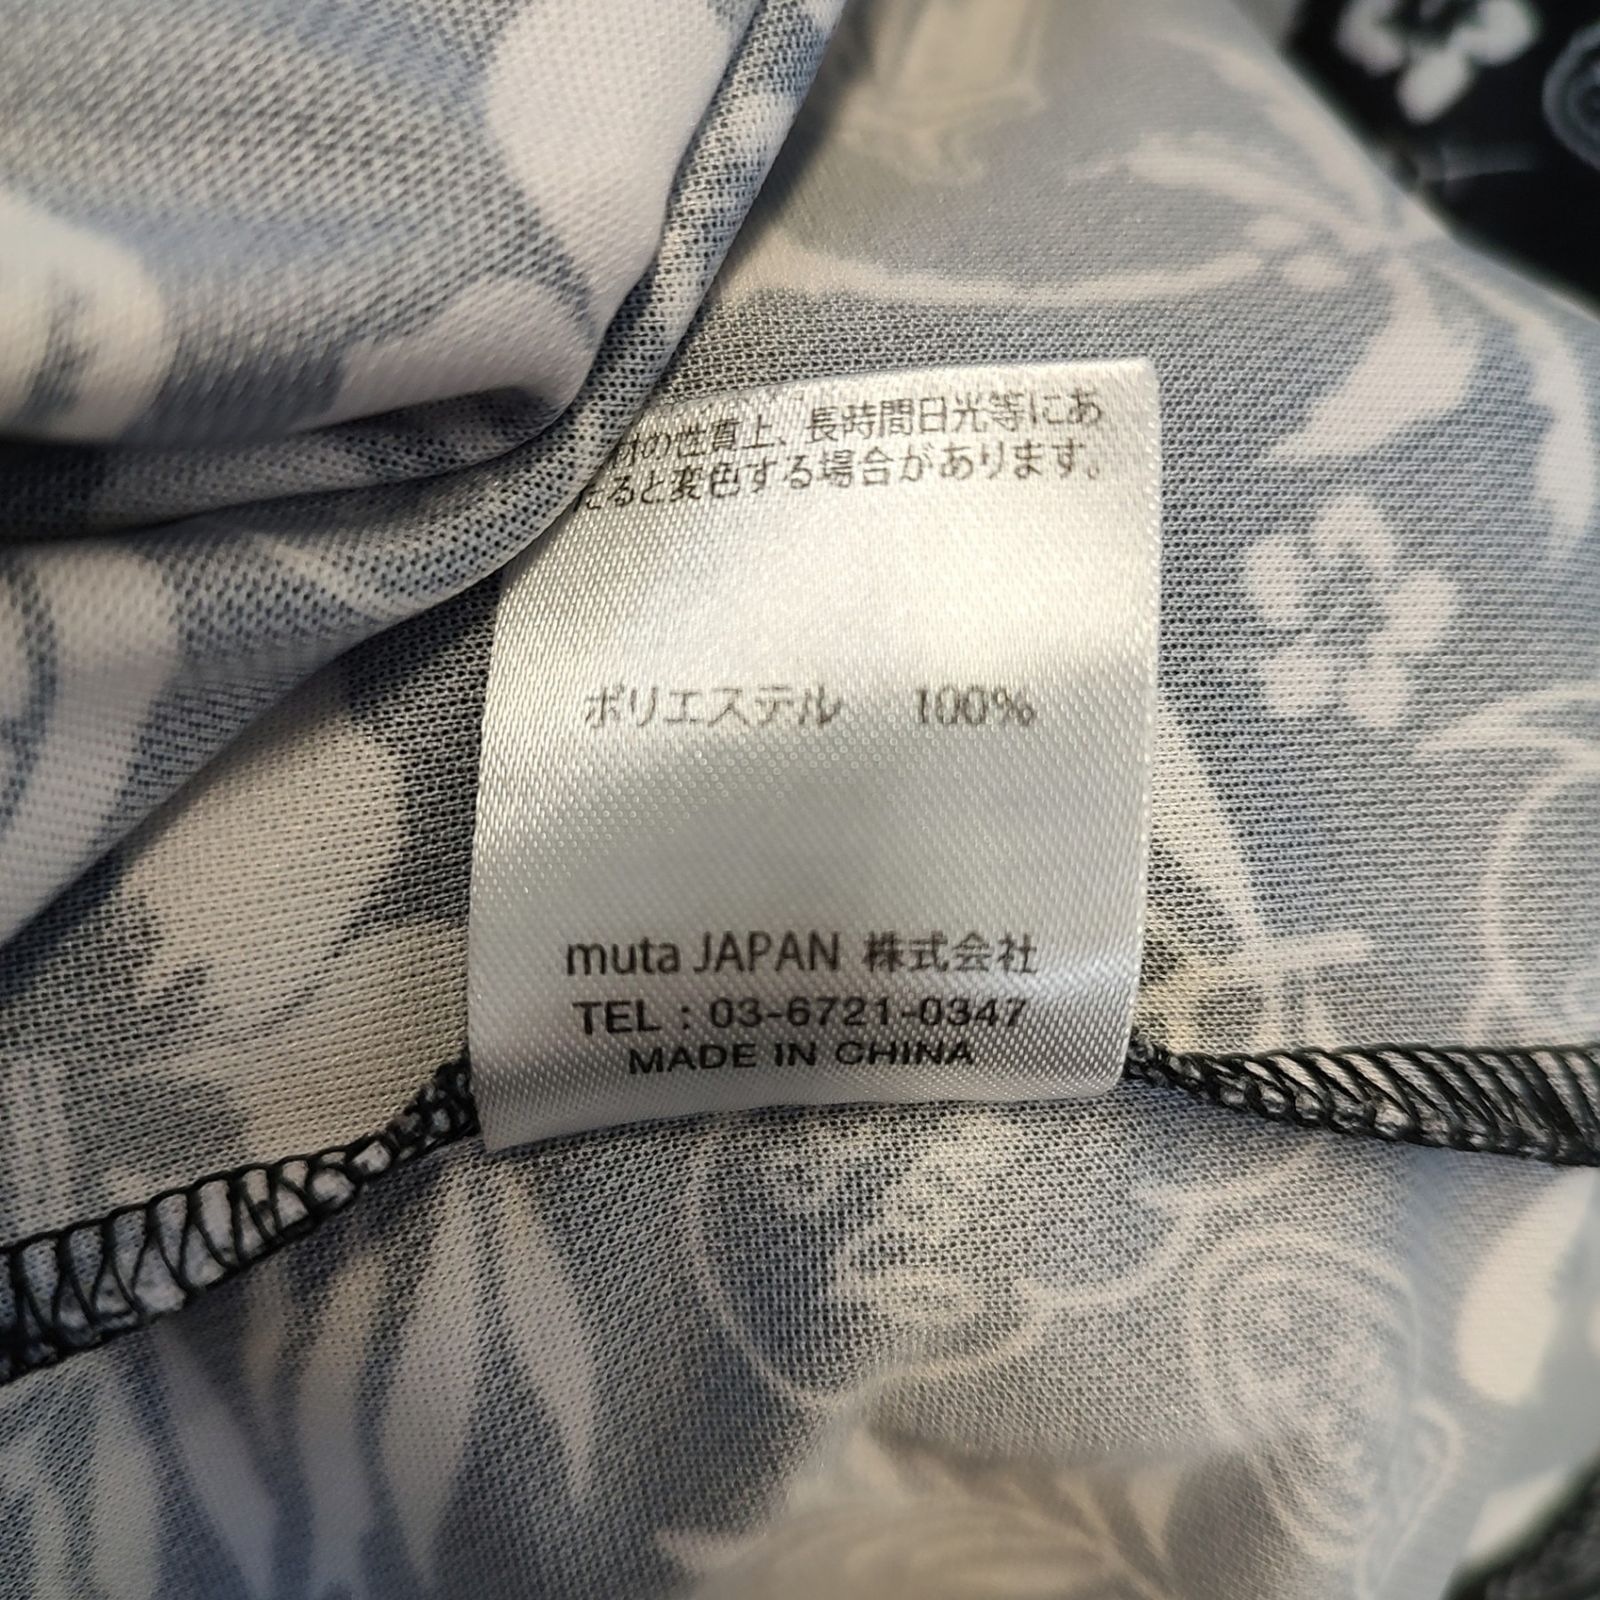 の性質上、長時間日光等にあ
たると変色する場合があります。
ポリエステル 100%
muta JAPAN 株式会社
TEL : 03-6721-0347
MADE IN CHINA